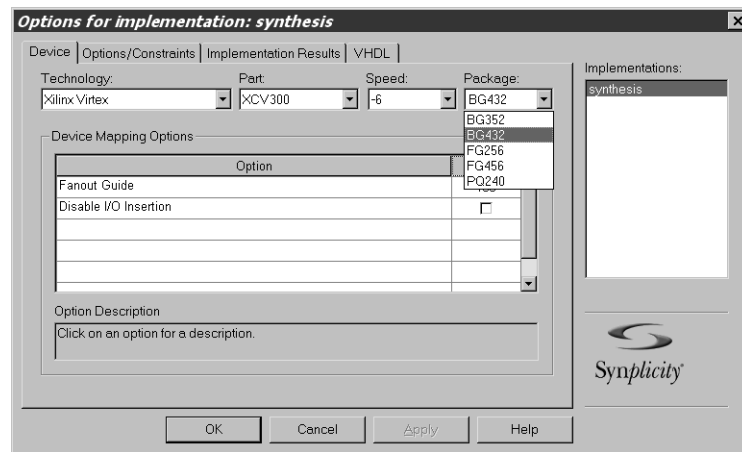 Options for implementation: synthesis
Device Options/Constraints Implementation Results VHDL
Technology: Part: Speed: Package:
Xilinx Virtex XCV300 -6 BG432
BG352
BG432
FG256
FG456
PQ240
Device Mapping Options
Option
Fanout Guide
Disable I/O Insertion
Option Description
Click on an option for a description.
Implementations:
synthesis
Synplicity
OK Cancel Apply Help